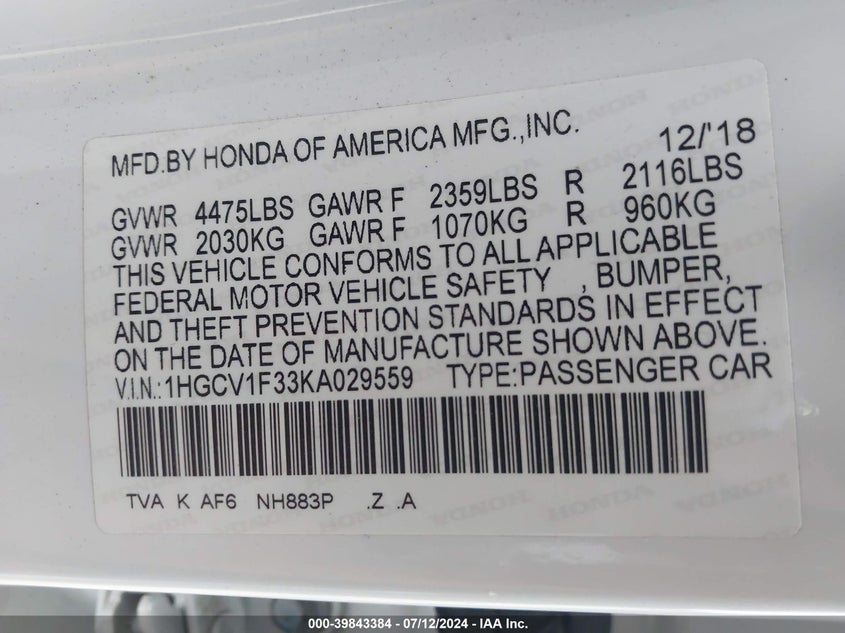 MFD.BY HONDA OF AMERICA MFG.,INC. 12/'18
GVWR 4475LBS GAWR F 2359LBS R 2116LBS
GVWR 2030KG GAWR F 1070KG R 960KG
THIS VEHICLE CONFORMS TO ALL APPLICABLE
FEDERAL MOTOR VEHICLE SAFETY , BUMPER,
AND THEFT PREVENTION STANDARDS IN EFFECT
ON THE DATE OF MANUFACTURE SHOWN ABOVE.
V.I.N.:1HGCV1F33KA029559 TYPE:PASSENGER CAR
TVA K AF6 NH883P .Z .A
HONDA HONDA HONDA
000-39843384 - 07/12/2024 - IAA Inc.